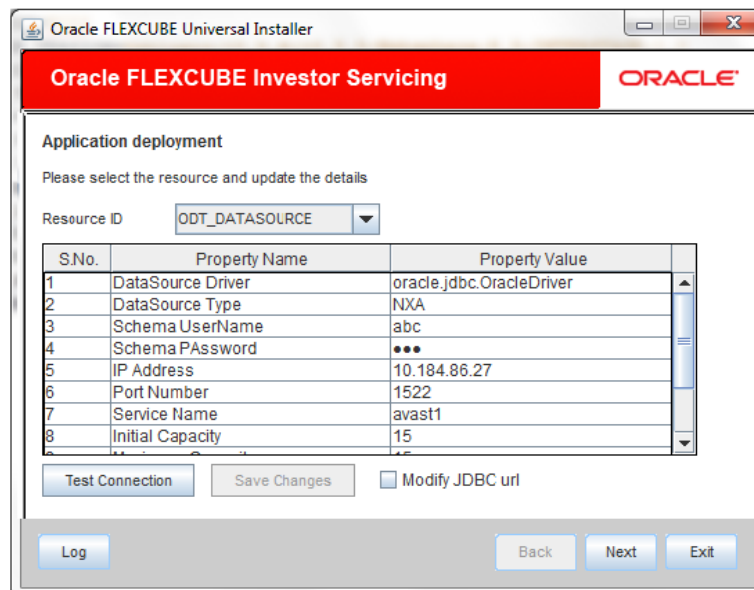 Oracle FLEXCUBE Universal Installer
Oracle FLEXCUBE Investor Servicing
ORACLE
Application deployment
Please select the resource and update the details
Resource ID ODT_DATASOURCE
S.No. Property Name Property Value
1 DataSource Driver oracle.jdbc.OracleDriver
2 DataSource Type NXA
3 Schema UserName abc
4 Schema PAssword •••
5 IP Address 10.184.86.27
6 Port Number 1522
7 Service Name avast1
8 Initial Capacity 15
Test Connection Save Changes Modify JDBC url
Log Back Next Exit